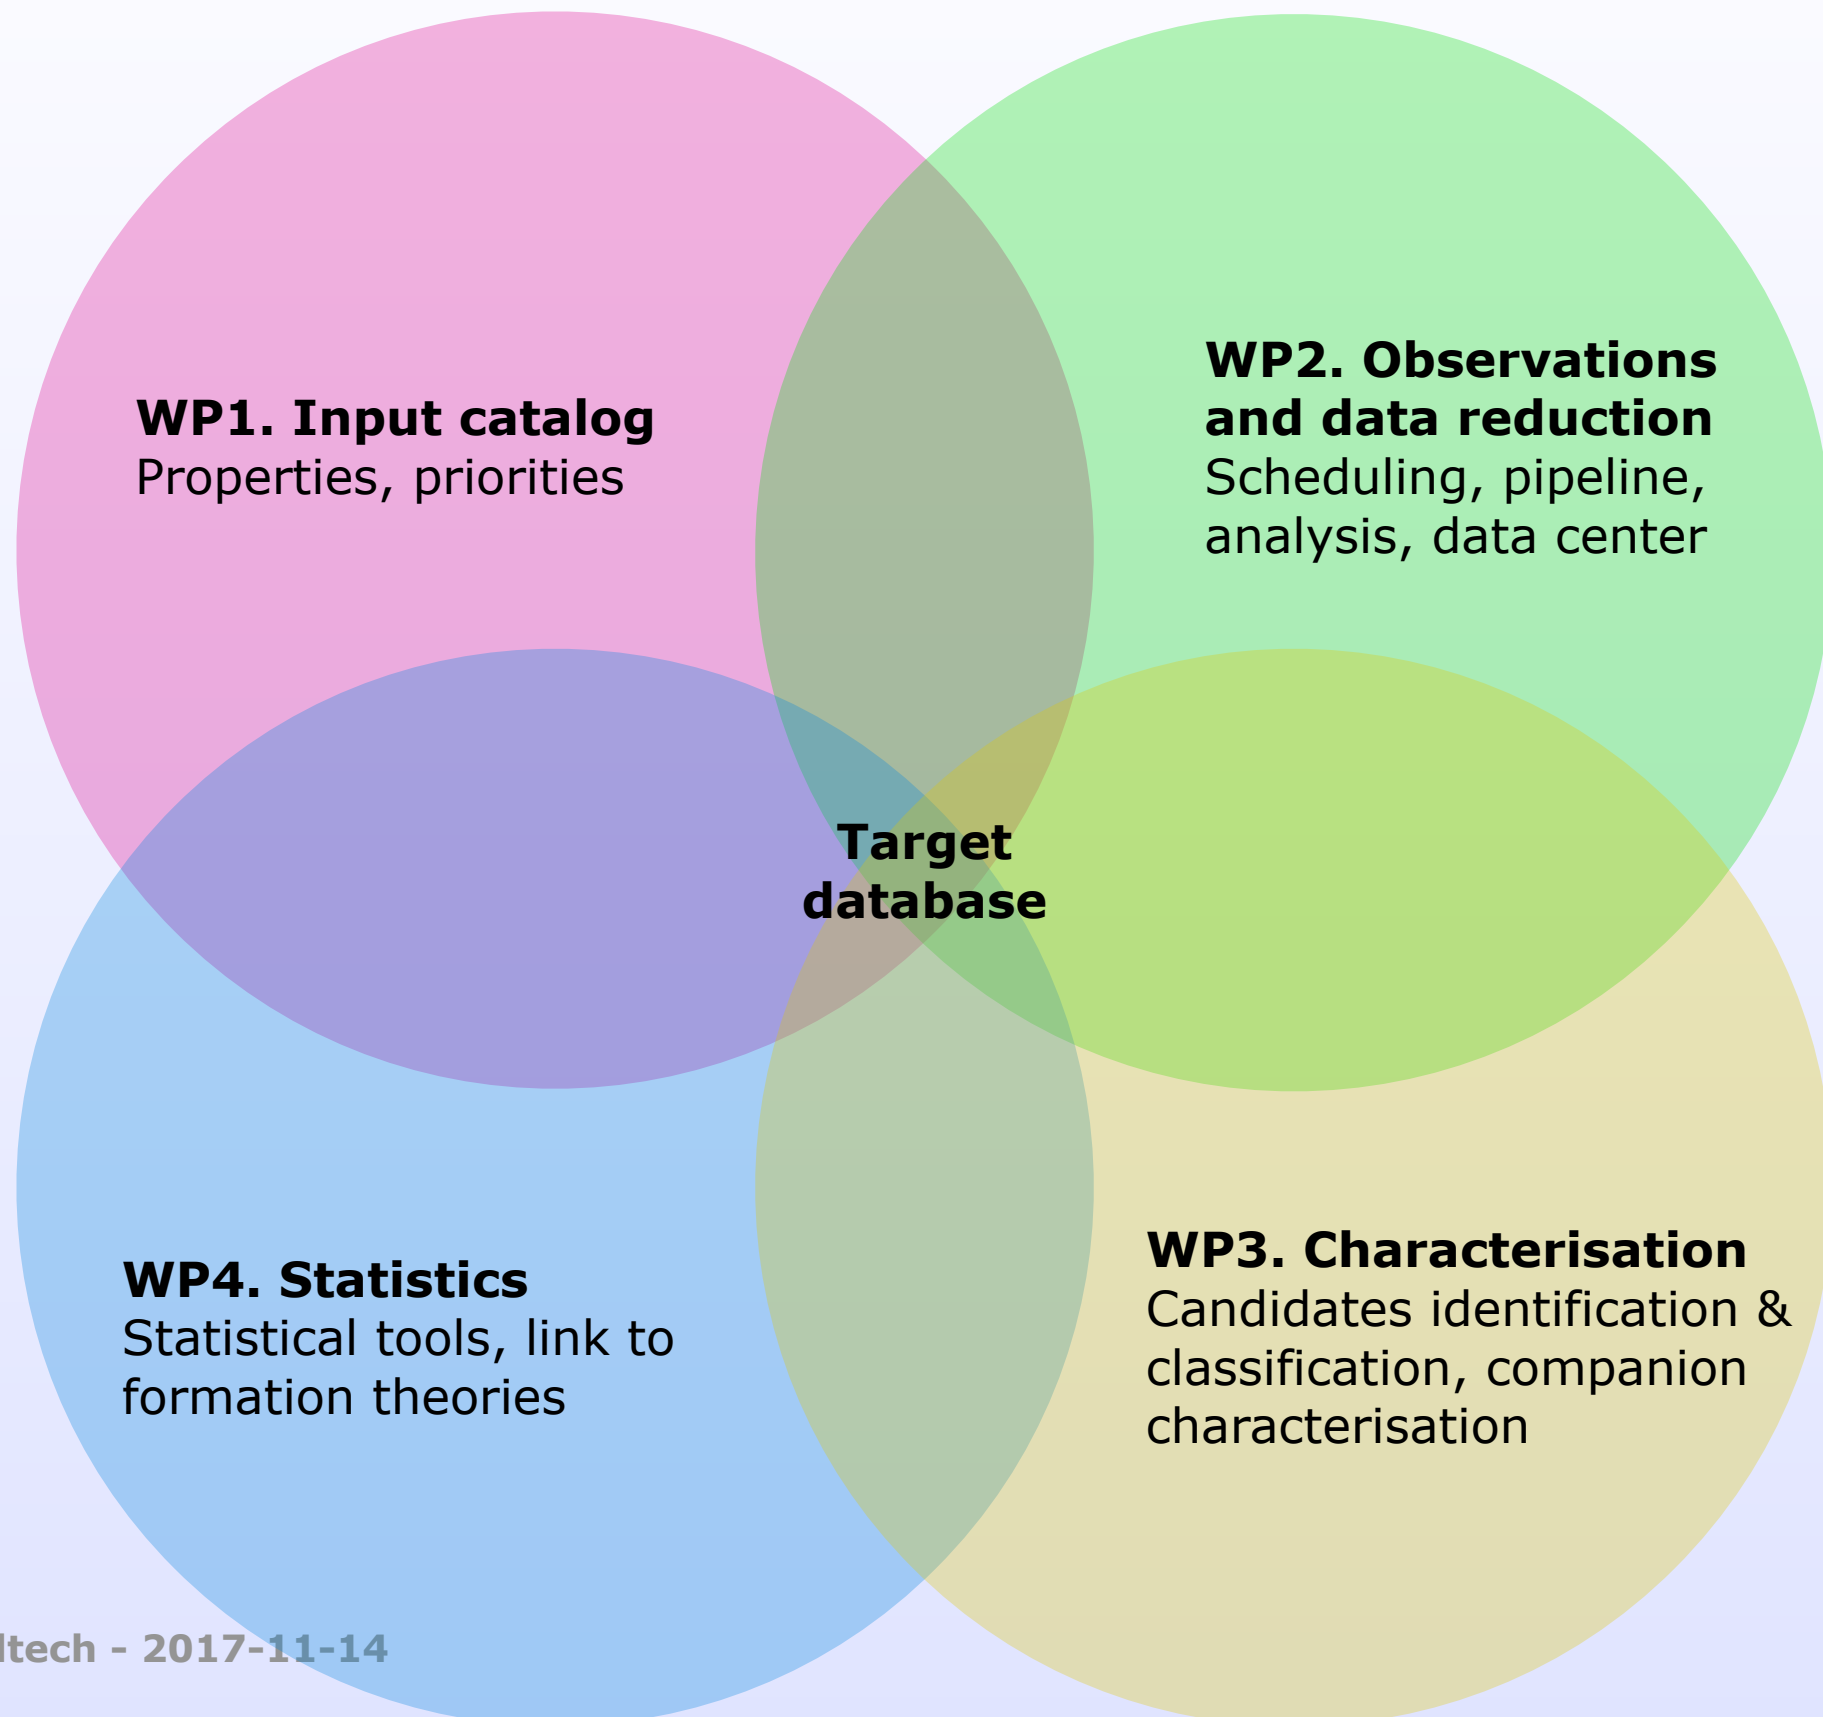 WP1. Input catalog
Properties, priorities
WP2. Observations
and data reduction
Scheduling, pipeline,
analysis, data center
Target
database
WP4. Statistics
Statistical tools, link to
formation theories
WP3. Characterisation
Candidates identification &
classification, companion
characterisation
ltech - 2017-11-14